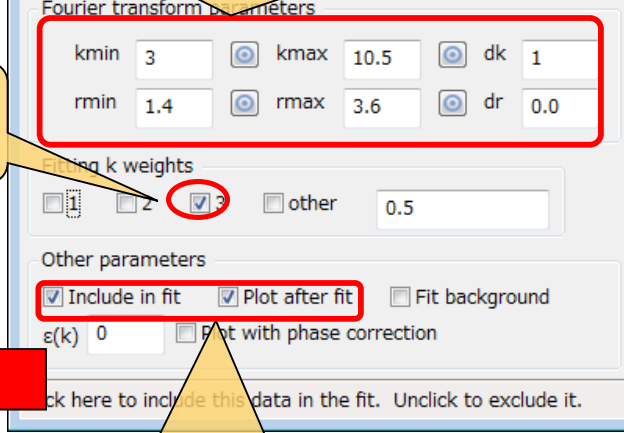 Fourier transform parameters
kmin 3 kmax 10.5 dk 1
rmin 1.4 rmax 3.6 dr 0.0
Fitting k weights
1 2 3 other 0.5
Other parameters
Include in fit Plot after fit Fit background
ε(k) 0 Plot with phase correction
ck here to include this data in the fit. Unclick to exclude it.